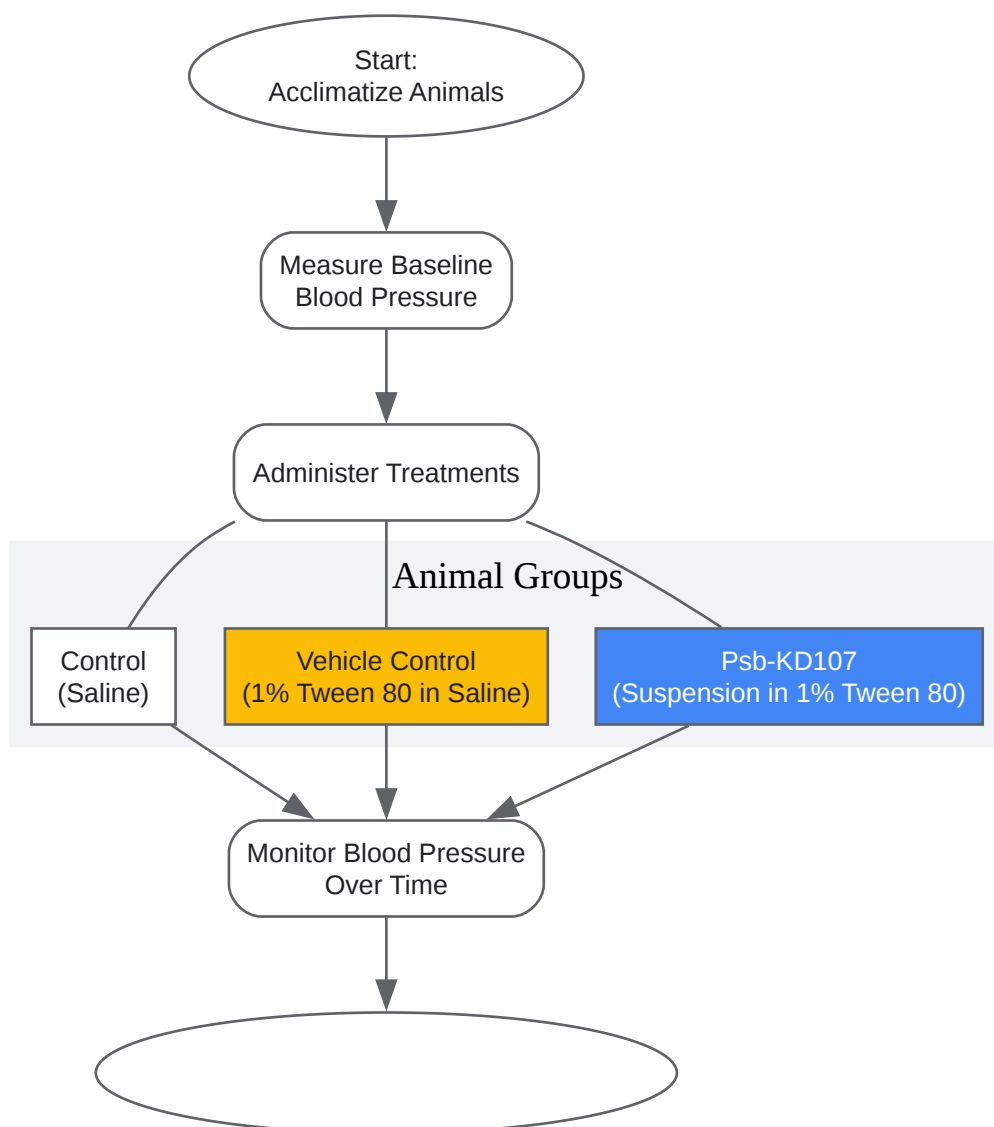 Start:
Acclimatize Animals
Measure Baseline
Blood Pressure
Administer Treatments
Animal Groups
Control
(Saline)
Vehicle Control
(1% Tween 80 in Saline)
Psb-KD107
(Suspension in 1% Tween 80)
Monitor Blood Pressure
Over Time